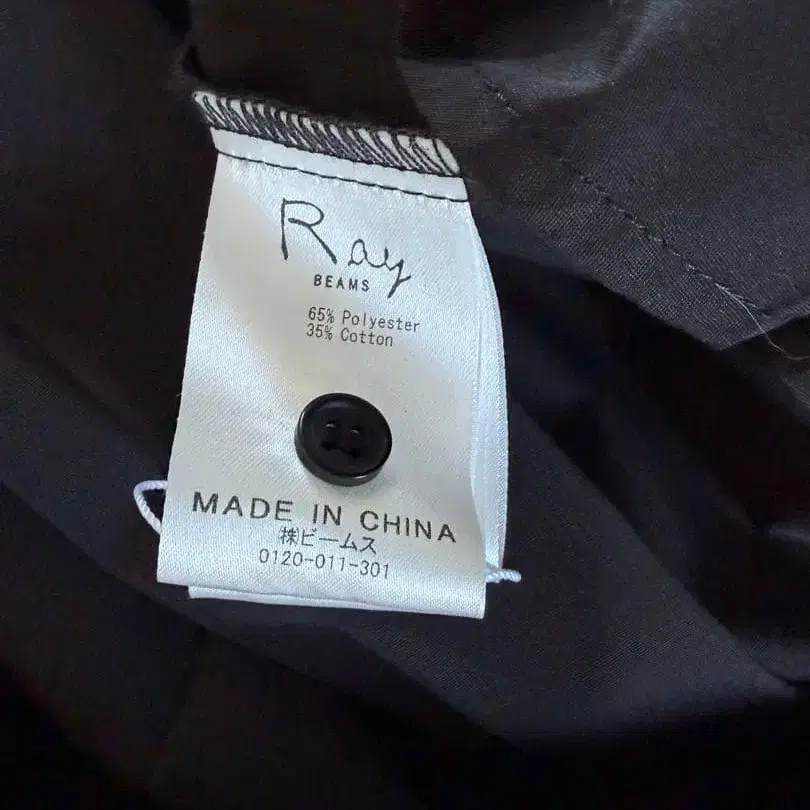 Ray
BEAMS
65% Polyester
35% Cotton
MADE IN CHINA
㈱ビームス
0120-011-301